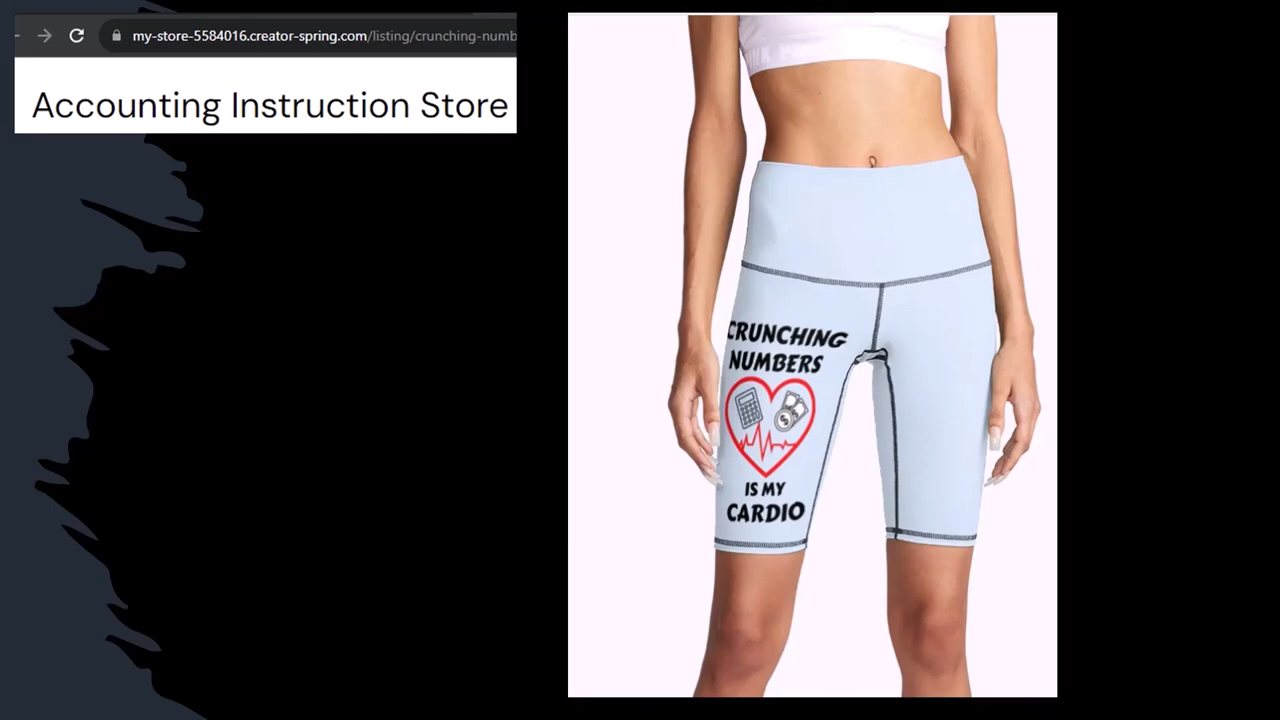 my-store-5584016.creator-spring.com/listing/crunching-numb
Accounting Instruction Store
CRUNCHING
NUMBERS
IS MY
CARDIO